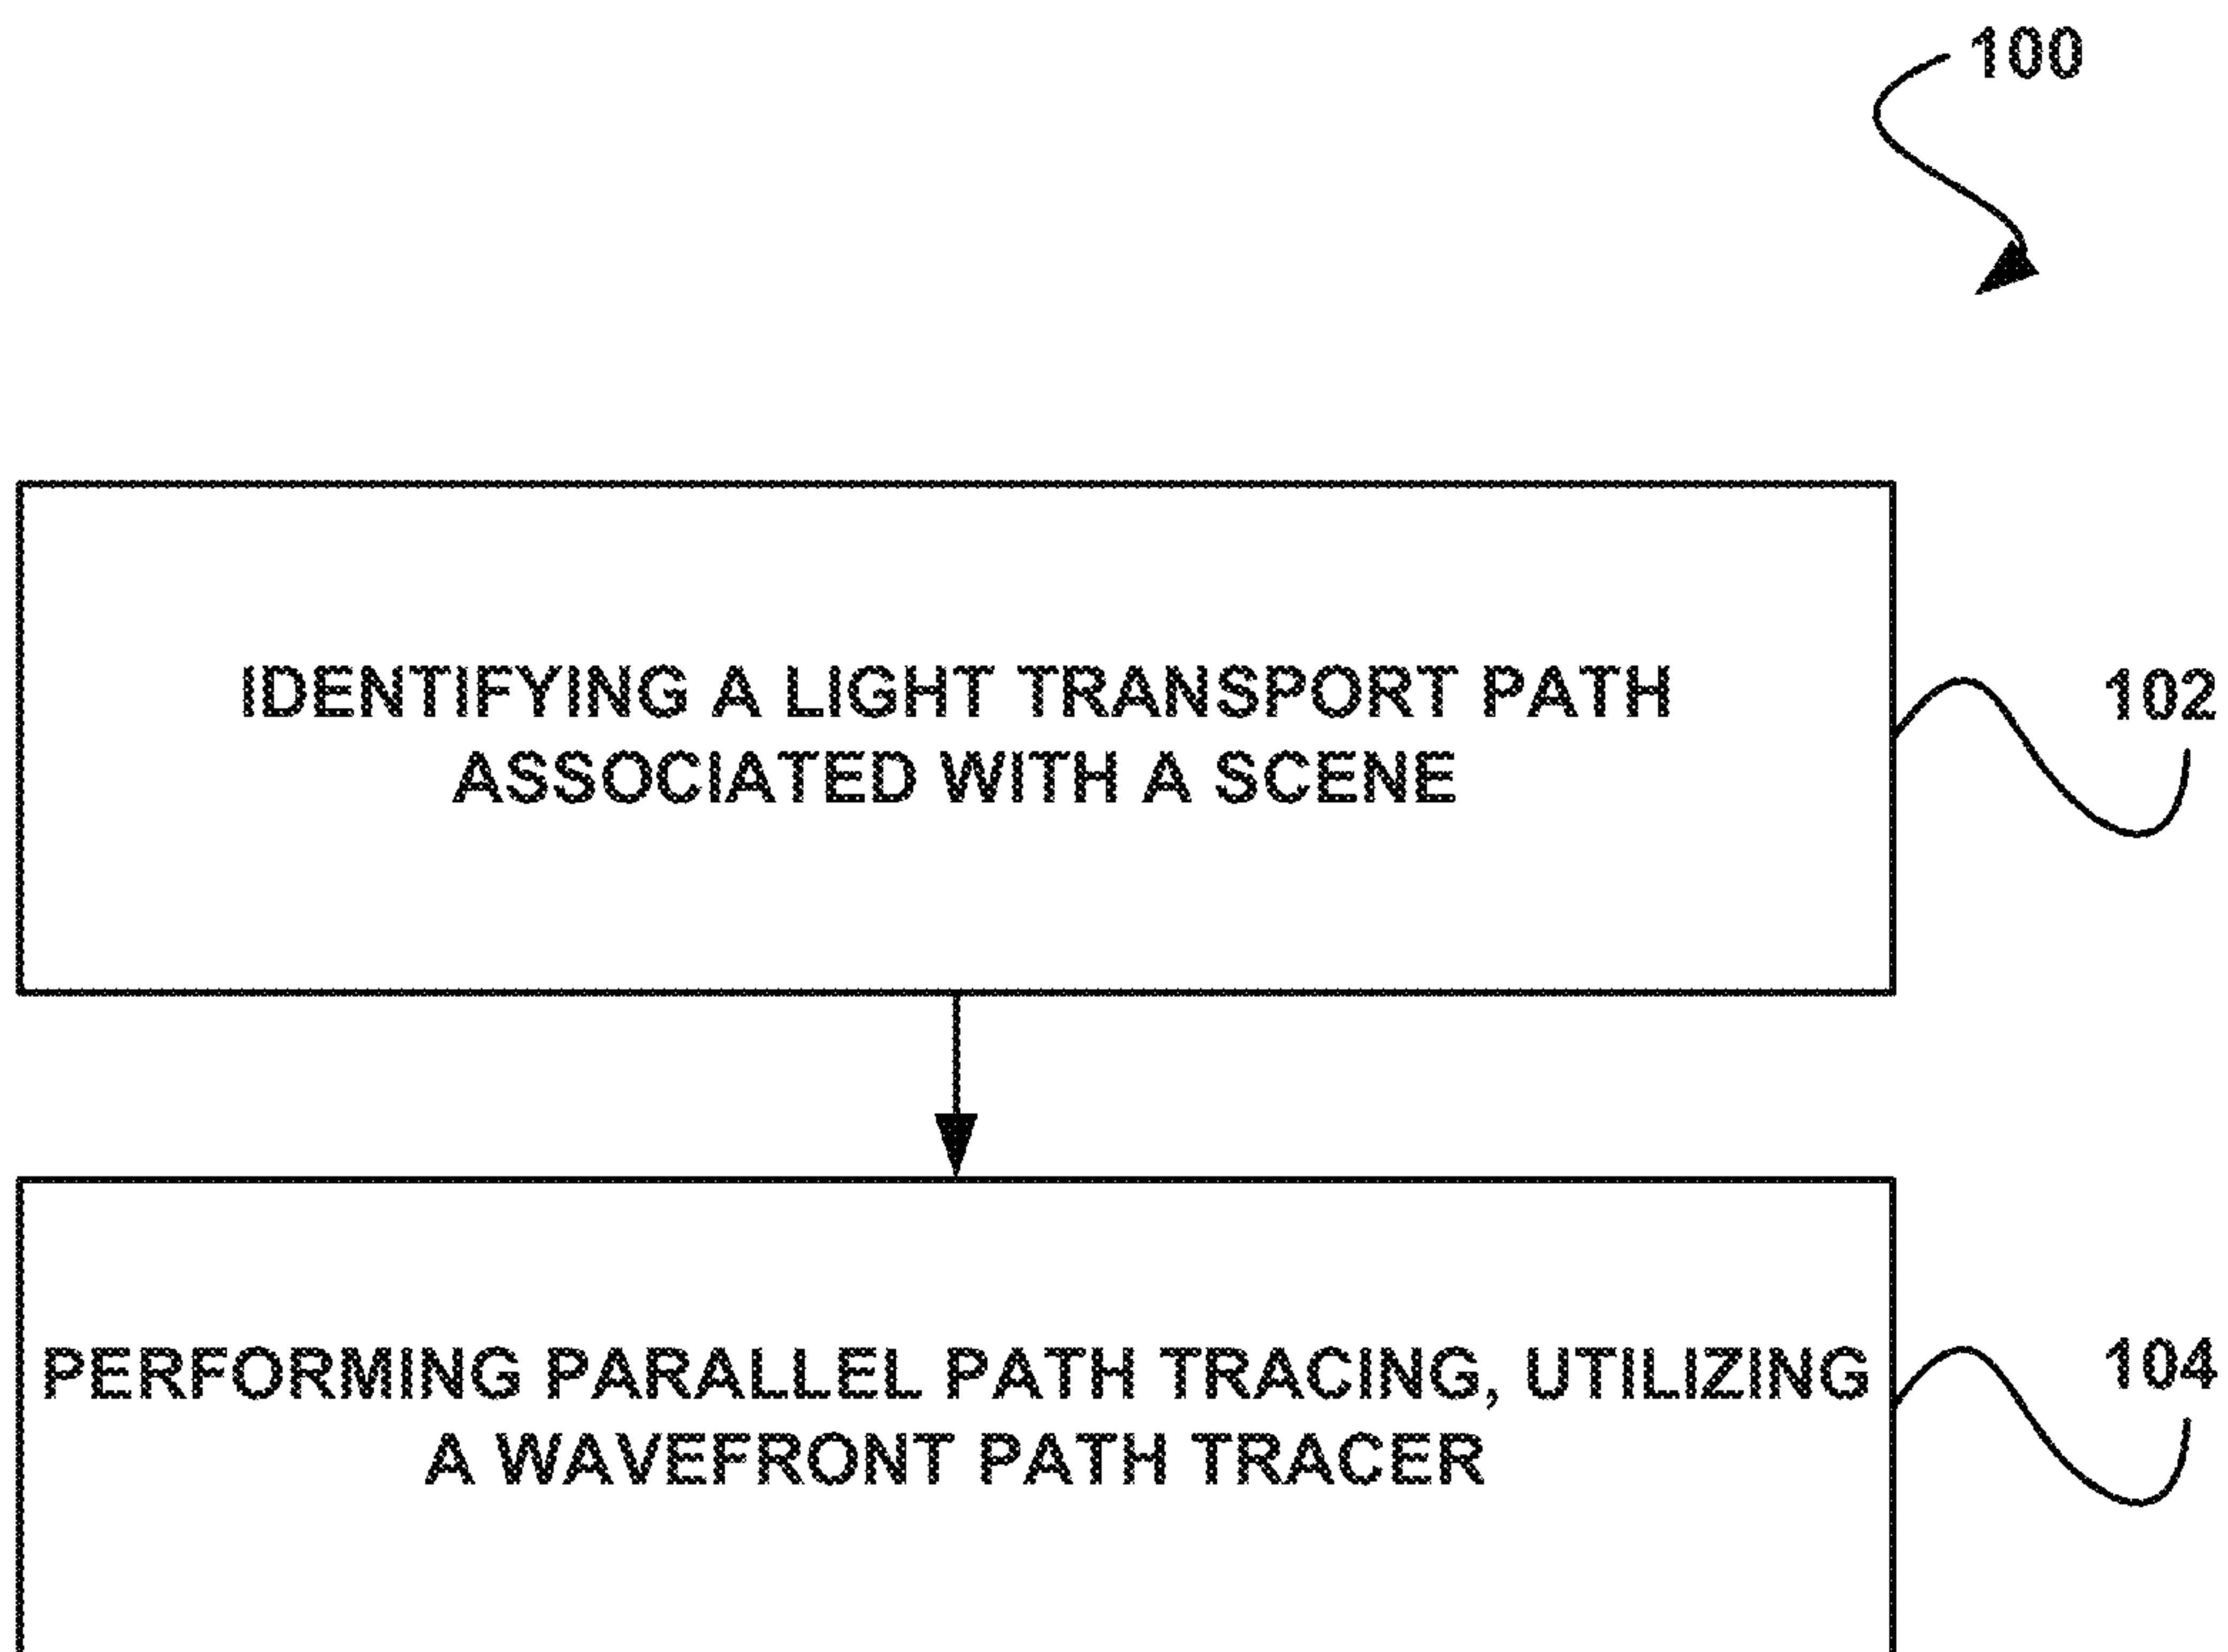 100
IDENTIFYING A LIGHT TRANSPORT PATH
ASSOCIATED WITH A SCENE
102
PERFORMING PARALLEL PATH TRACING, UTILIZING
A WAVEFRONT PATH TRACER
104